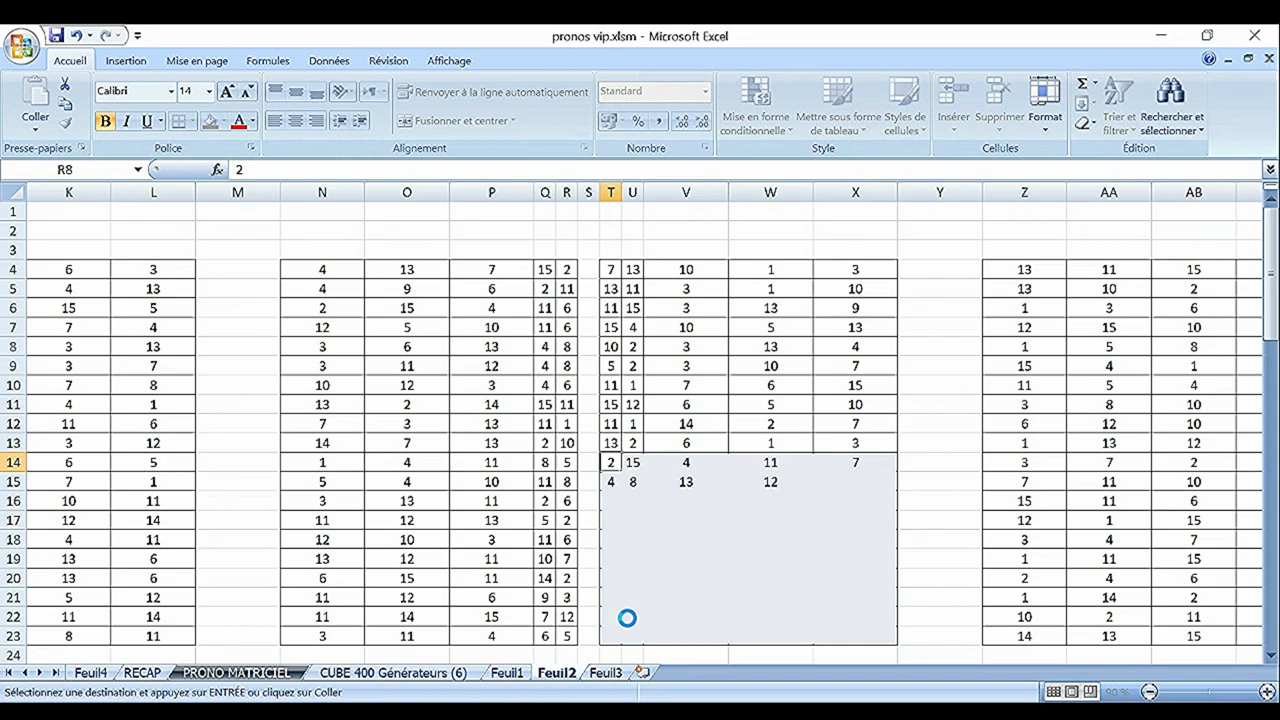 pronos vip.xlsm - Microsoft Excel
Accueil Insertion Mise en page Formules Données Révision Affichage
Coller
Presse-papiers
Calibri 14
G I S
Police
Renvoyer à la ligne automatiquement
Fusionner et centrer
Alignement
Standard
%
Nombre
Mise en forme conditionnelle
Mettre sous forme de tableau
Styles de cellules
Style
Insérer Supprimer Format
Cellules
Σ
Trier et filtrer
Rechercher et sélectionner
Édition
R8 fx 2
K L M N O P Q R S T U V W X Y Z AA AB
1
2
3
4 6 3 4 13 7 15 2 7 13 10 1 3 13 11 15
5 4 13 4 9 6 2 11 13 11 3 1 10 13 10 2
6 15 5 2 15 4 11 6 11 15 3 13 9 1 3 6
7 7 4 12 5 10 11 6 15 4 10 5 13 12 15 10
8 3 13 3 6 13 4 8 10 2 3 13 4 1 5 8
9 3 7 3 11 12 4 8 5 2 3 10 7 15 4 1
10 7 8 10 12 3 4 6 11 1 7 6 15 11 5 4
11 4 1 13 2 14 15 11 15 12 6 5 10 3 8 10
12 11 6 7 3 13 11 1 11 1 14 2 7 6 12 10
13 3 12 14 7 13 2 10 13 2 6 1 3 1 13 12
14 6 5 1 4 11 8 5 2 15 4 11 7 3 7 2
15 7 1 5 4 10 11 8 4 8 13 12 7 11 10
16 10 11 3 13 11 2 6 15 11 6
17 12 14 11 12 13 5 2 12 1 15
18 4 11 12 10 3 11 6 3 4 7
19 13 6 13 12 11 10 7 1 11 15
20 13 6 6 15 11 14 2 2 4 6
21 5 12 11 12 6 9 3 1 14 2
22 11 14 11 14 15 7 12 10 2 11
23 8 11 3 11 4 6 5 14 13 15
24
Feuil4 RECAP PRONO MATRICIEL CUBE 400 Générateurs (6) Feuil1 Feuil2 Feuil3
Sélectionnez une destination et appuyez sur ENTRÉE ou cliquez sur Coller 90 %